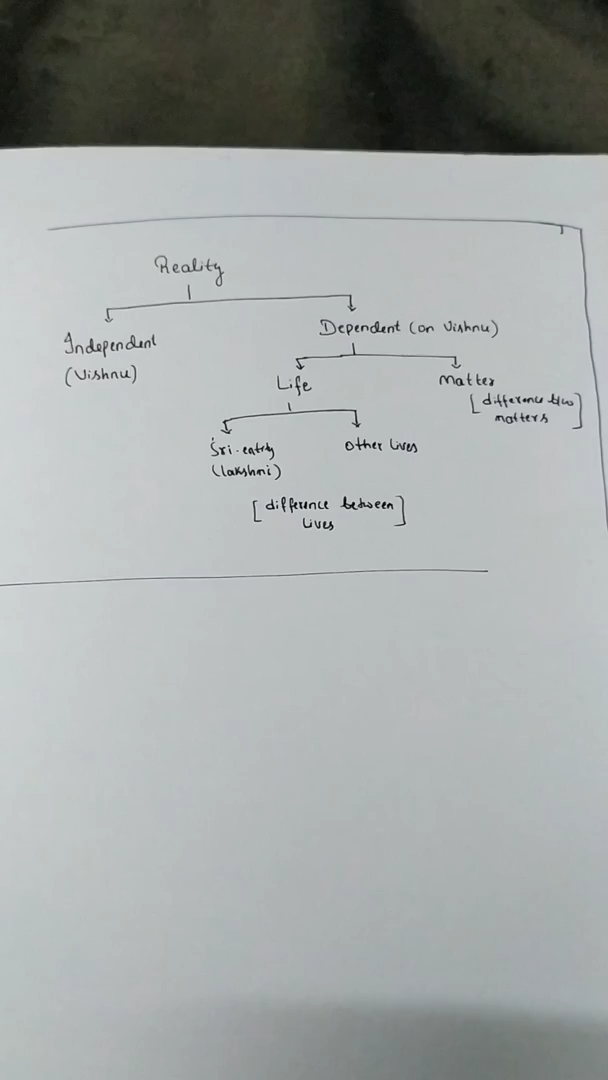 Reality
Independent
(Vishnu)
Dependent (on Vishnu)
Life
Matter
[difference b/w
matters]
Śri-entity
(lakshmi)
Other lives
[difference between
lives]